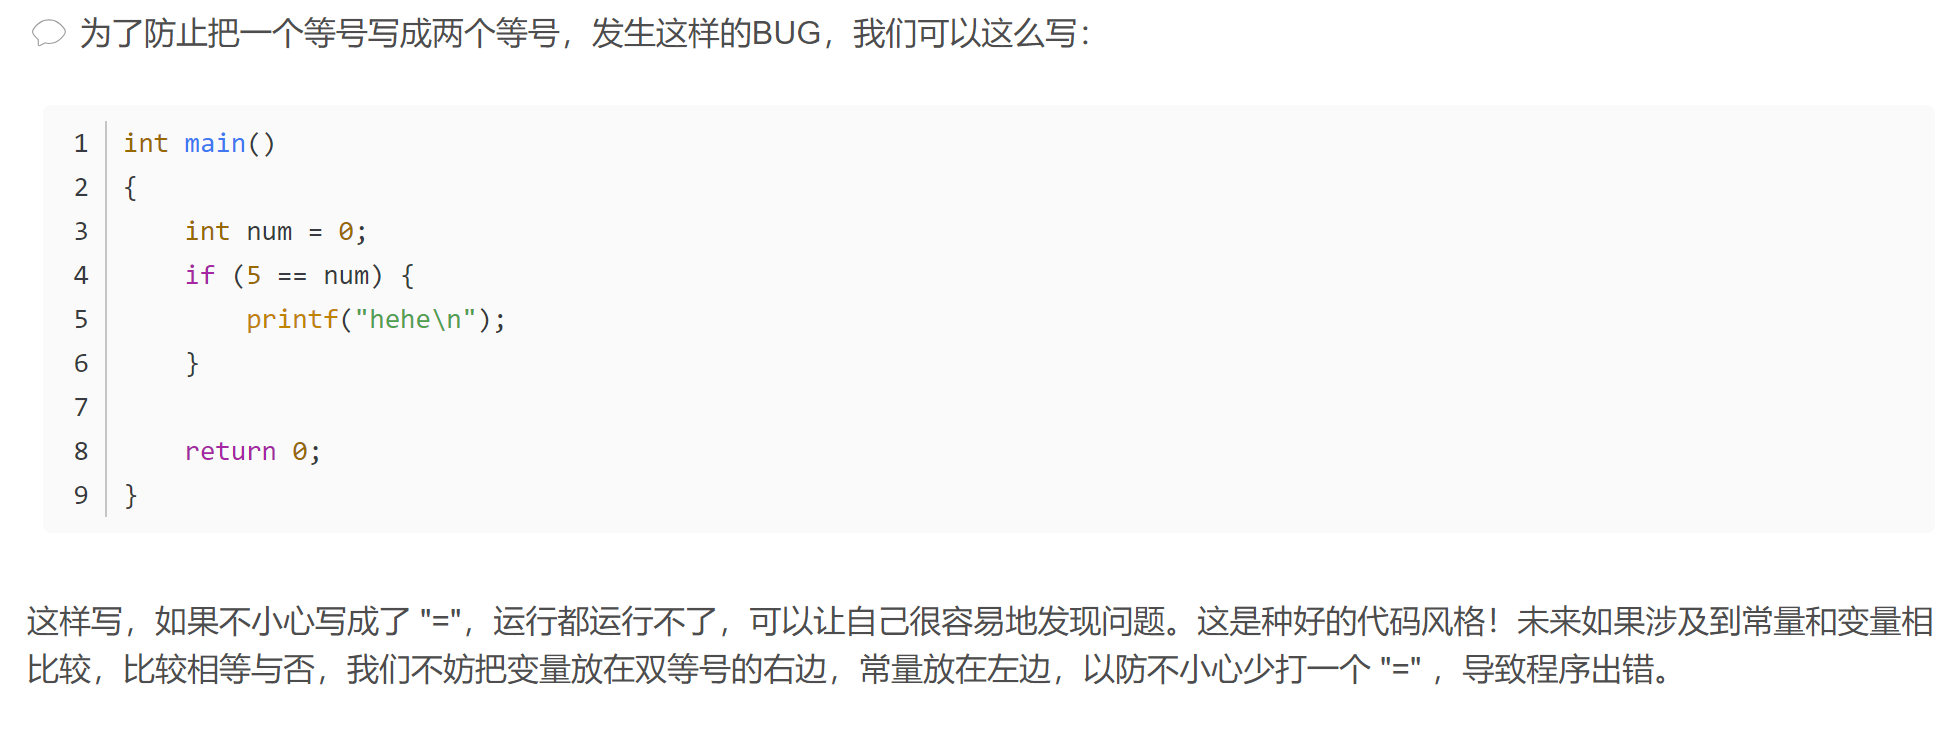 为了防止把一个等号写成两个等号，发生这样的BUG，我们可以这么写：
1 int main()
2 {
3     int num = 0;
4     if (5 == num) {
5         printf("hehe\n");
6     }
7
8     return 0;
9 }
这样写，如果不小心写成了 "="，运行都运行不了，可以让自己很容易地发现问题。这是种好的代码风格！未来如果涉及到常量和变量相
比较，比较相等与否，我们不妨把变量放在双等号的右边，常量放在左边，以防不小心少打一个 "=" ，导致程序出错。